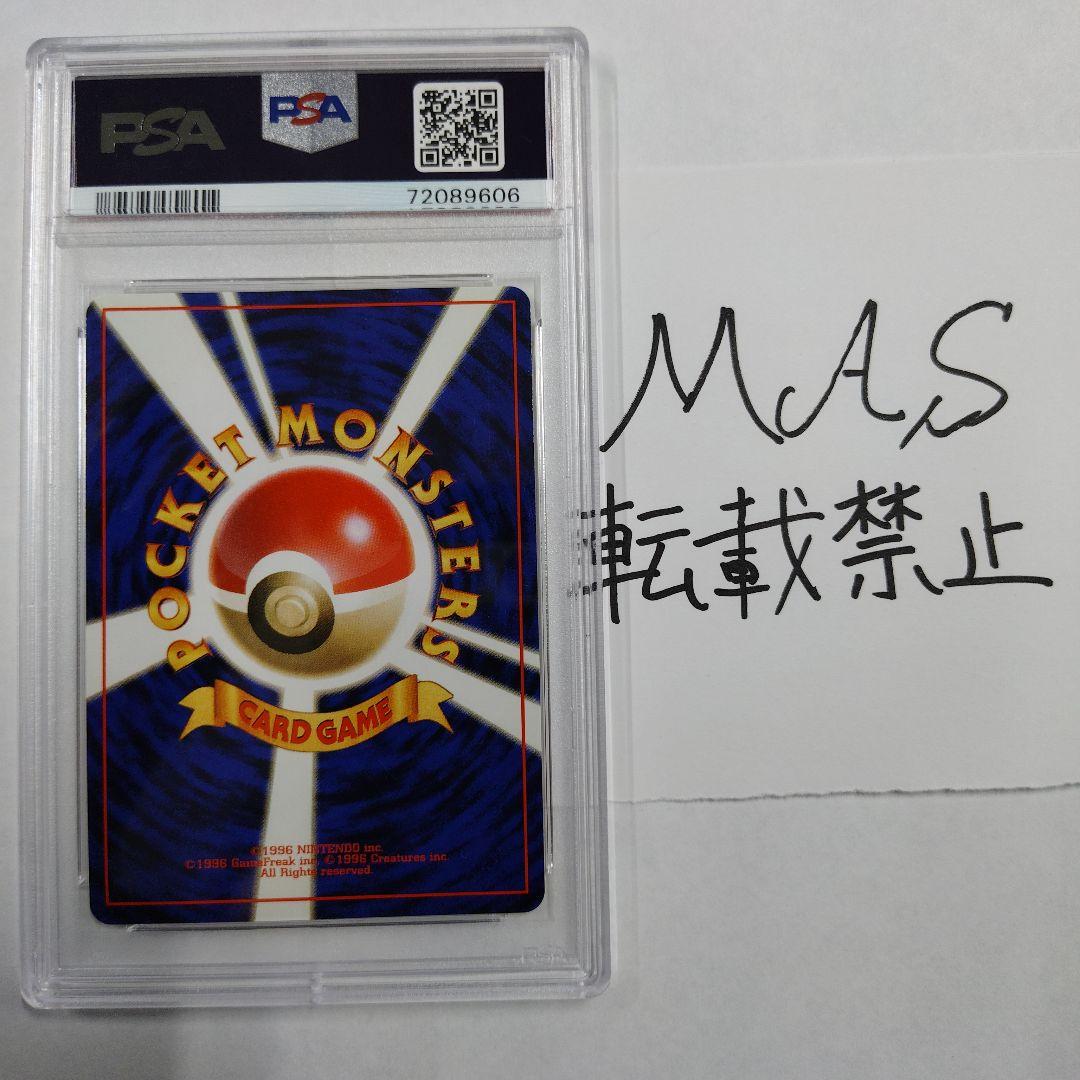 PSA PSA
72089606
POCKET MONSTERS
CARD GAME
©1996 NINTENDO inc.
©1996 GameFreak inc. ©1996 Creatures inc.
All Rights reserved.
MAS
転載禁止
PSA